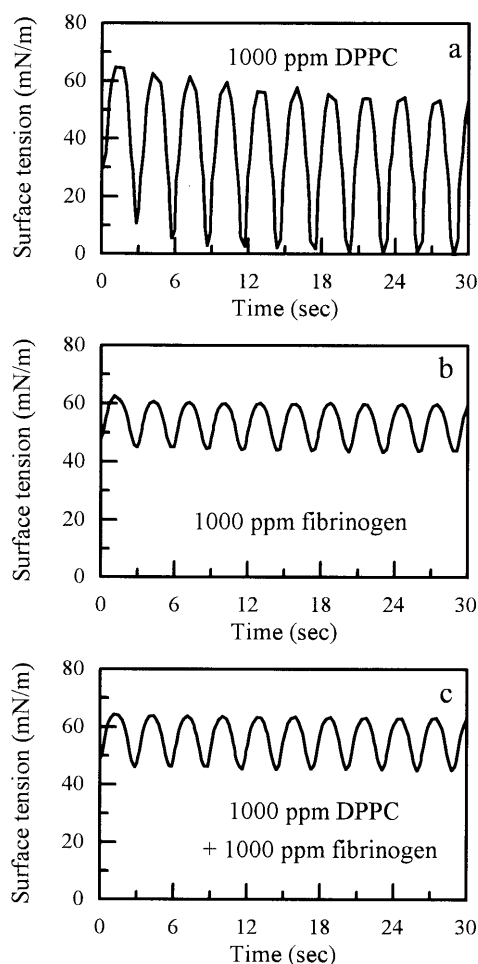 80
60
40
20
0
Surface tension (mN/m)
1000 ppm DPPC
a
0 6 12 18 24 30
Time (sec)
80
60
40
20
0
Surface tension (mN/m)
b
1000 ppm fibrinogen
0 6 12 18 24 30
Time (sec)
80
60
40
20
0
Surface tension (mN/m)
c
1000 ppm DPPC
+ 1000 ppm fibrinogen
0 6 12 18 24 30
Time (sec)